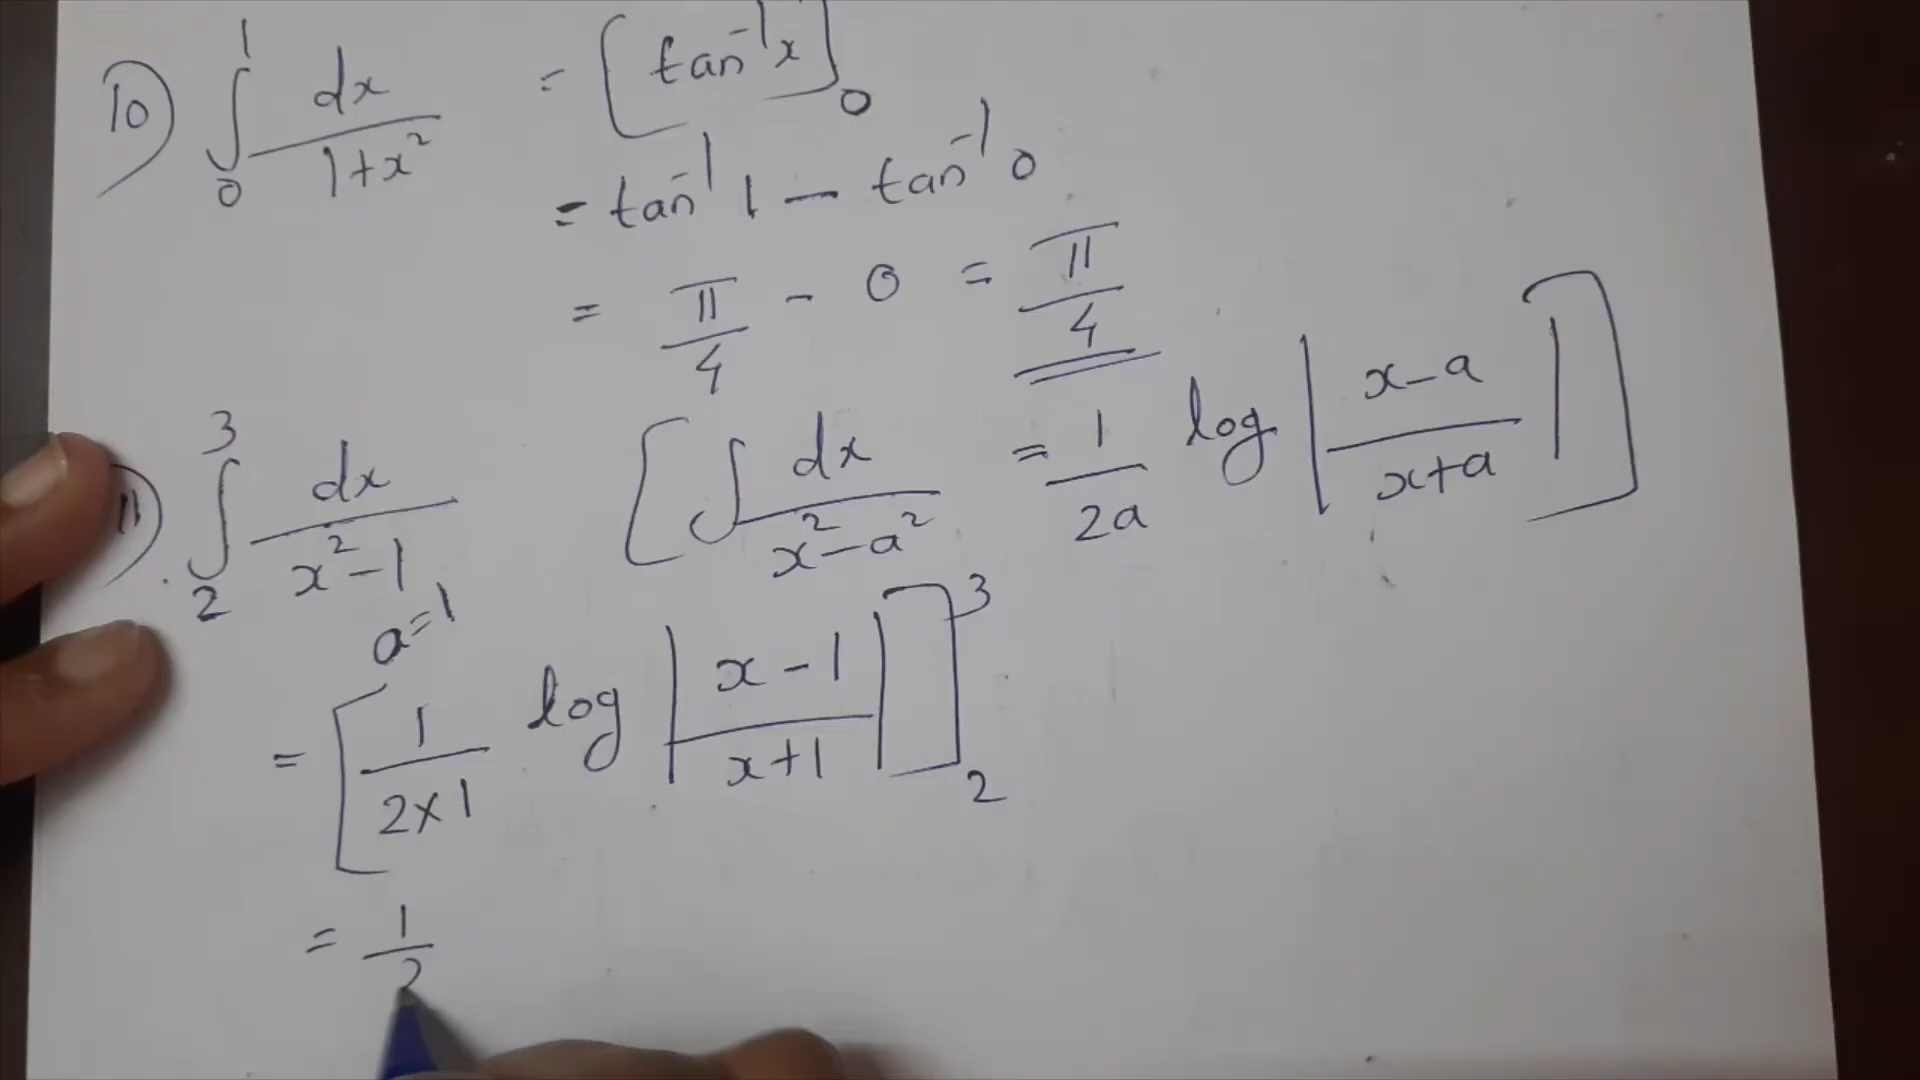 10) ∫₀¹ dx/(1+x²) = [tan⁻¹x]₀
= tan⁻¹1 − tan⁻¹0
= π/4 − 0 = π/4
11) ∫₂³ dx/(x²−1) [∫ dx/(x²−a²) = 1/2a log |(x−a)/(x+a)|]
a=1
= [1/(2×1) log |(x−1)/(x+1)|]₂³
= 1/2